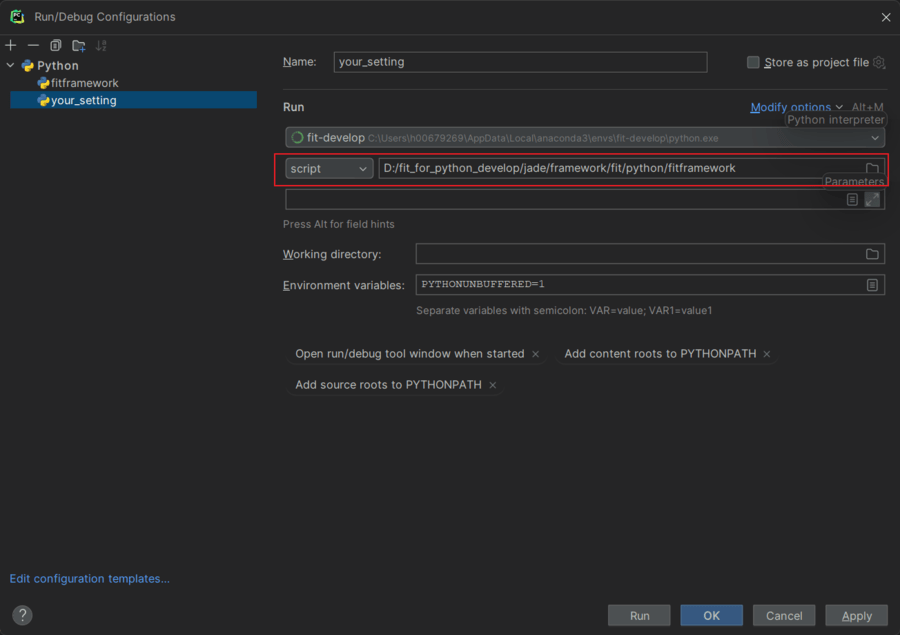 Run/Debug Configurations
Python
fitframework
your_setting
Name:
your_setting
Store as project file
Run
Modify options
Alt+M
Python interpreter
fit-develop C:\Users\h00679269\AppData\Local\anaconda3\envs\fit-develop\python.exe
script
D:/fit_for_python_develop/jade/framework/fit/python/fitframework
Parameters
Press Alt for field hints
Working directory:
Environment variables:
PYTHONUNBUFFERED=1
Separate variables with semicolon: VAR=value; VAR1=value1
Open run/debug tool window when started
Add content roots to PYTHONPATH
Add source roots to PYTHONPATH
Edit configuration templates...
?
Run
OK
Cancel
Apply